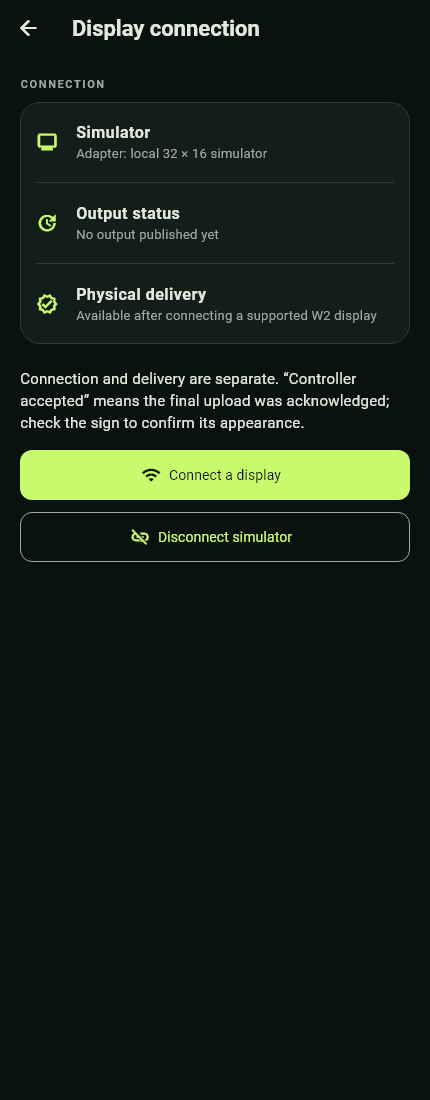 Display connection
CONNECTION
Simulator
Adapter: local 32 × 16 simulator
Output status
No output published yet
Physical delivery
Available after connecting a supported W2 display
Connection and delivery are separate. “Controller
accepted” means the final upload was acknowledged;
check the sign to confirm its appearance.
Connect a display
Disconnect simulator